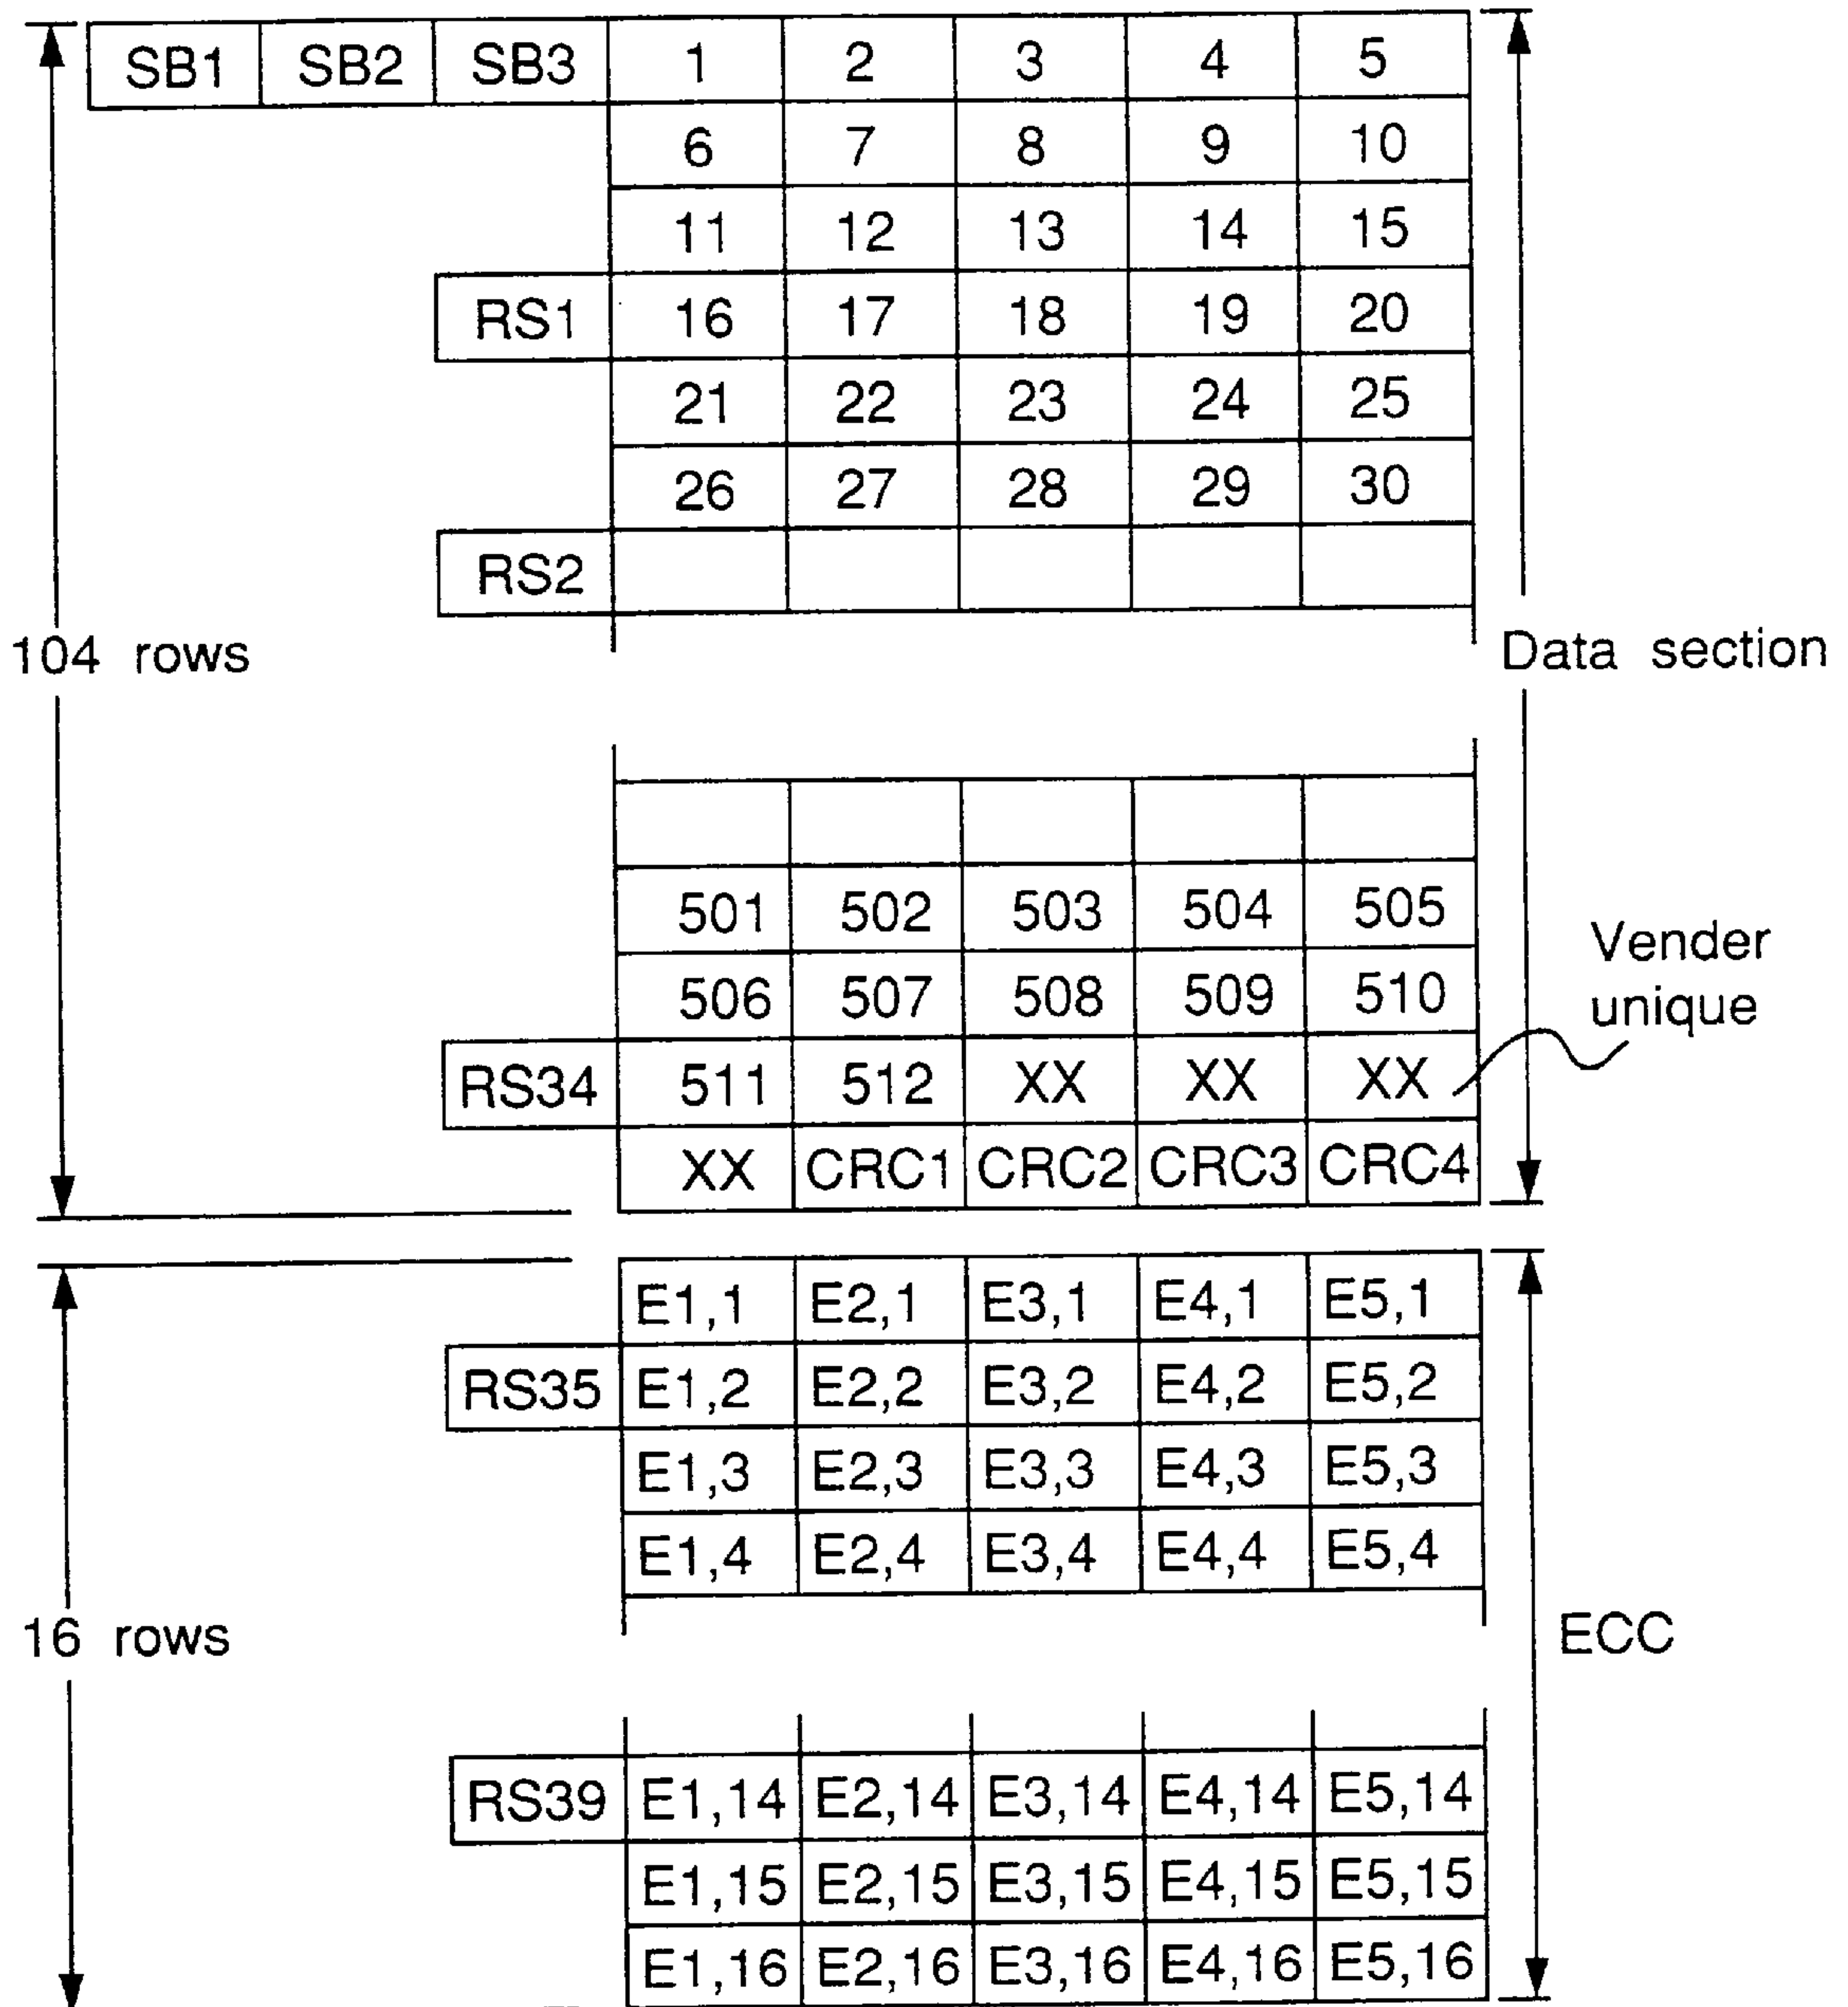 SB1 SB2 SB3 1 2 3 4 5
6 7 8 9 10
11 12 13 14 15
RS1 16 17 18 19 20
21 22 23 24 25
26 27 28 29 30
RS2
104 rows
Data section
501 502 503 504 505
506 507 508 509 510
Vender
unique
RS34 511 512 XX XX XX
XX CRC1 CRC2 CRC3 CRC4
E1,1 E2,1 E3,1 E4,1 E5,1
RS35 E1,2 E2,2 E3,2 E4,2 E5,2
E1,3 E2,3 E3,3 E4,3 E5,3
E1,4 E2,4 E3,4 E4,4 E5,4
16 rows
ECC
RS39 E1,14 E2,14 E3,14 E4,14 E5,14
E1,15 E2,15 E3,15 E4,15 E5,15
E1,16 E2,16 E3,16 E4,16 E5,16